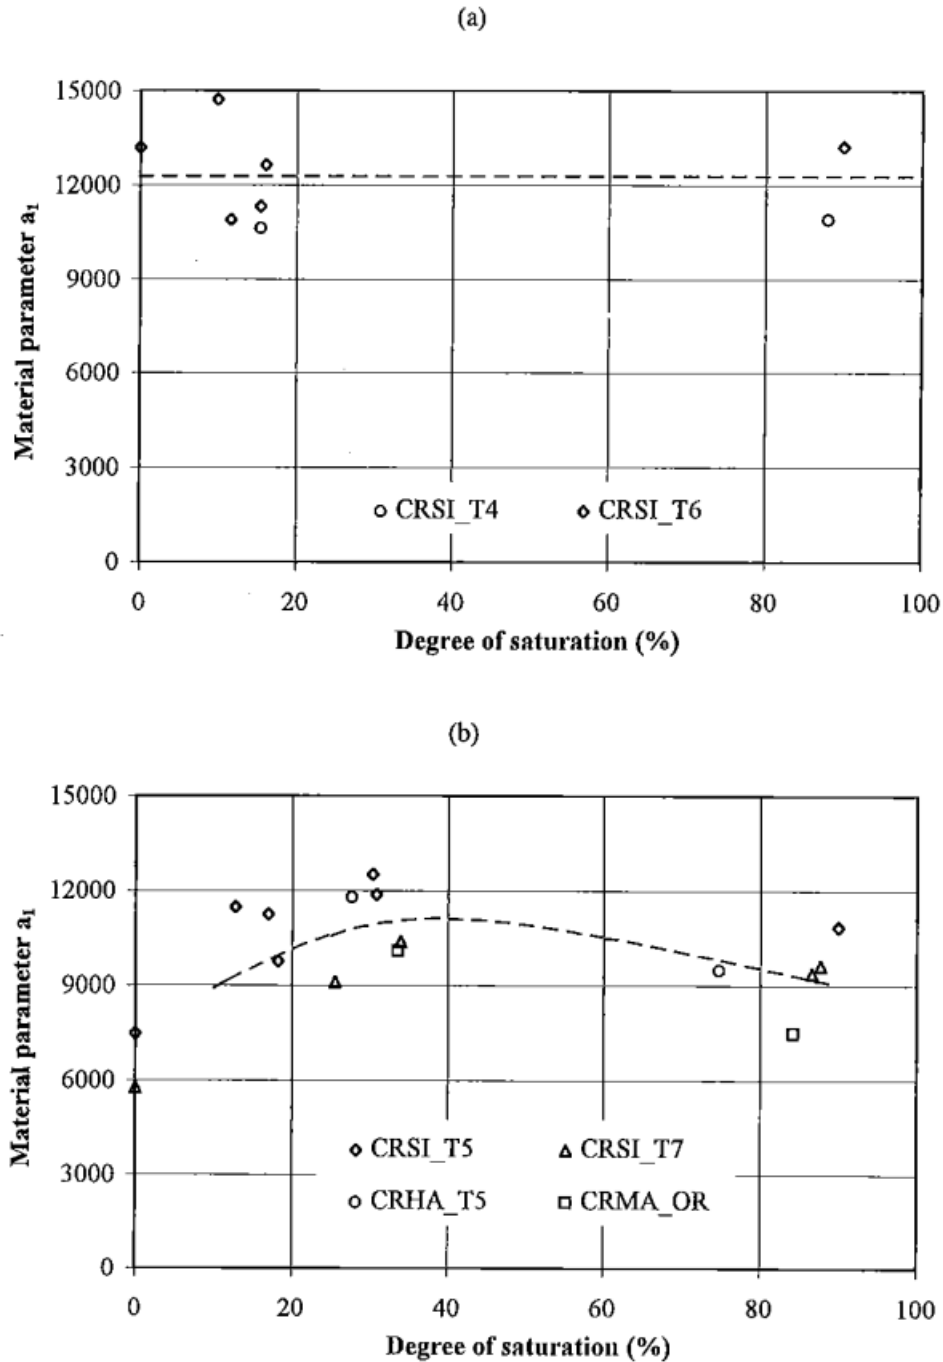 (a)
15000
12000
9000
6000
3000
0
Material parameter a₁
CRSI_T4 CRSI_T6
0 20 40 60 80 100
Degree of saturation (%)
(b)
15000
12000
9000
6000
3000
0
Material parameter a₁
CRSI_T5 CRSI_T7
CRHA_T5 CRMA_OR
0 20 40 60 80 100
Degree of saturation (%)